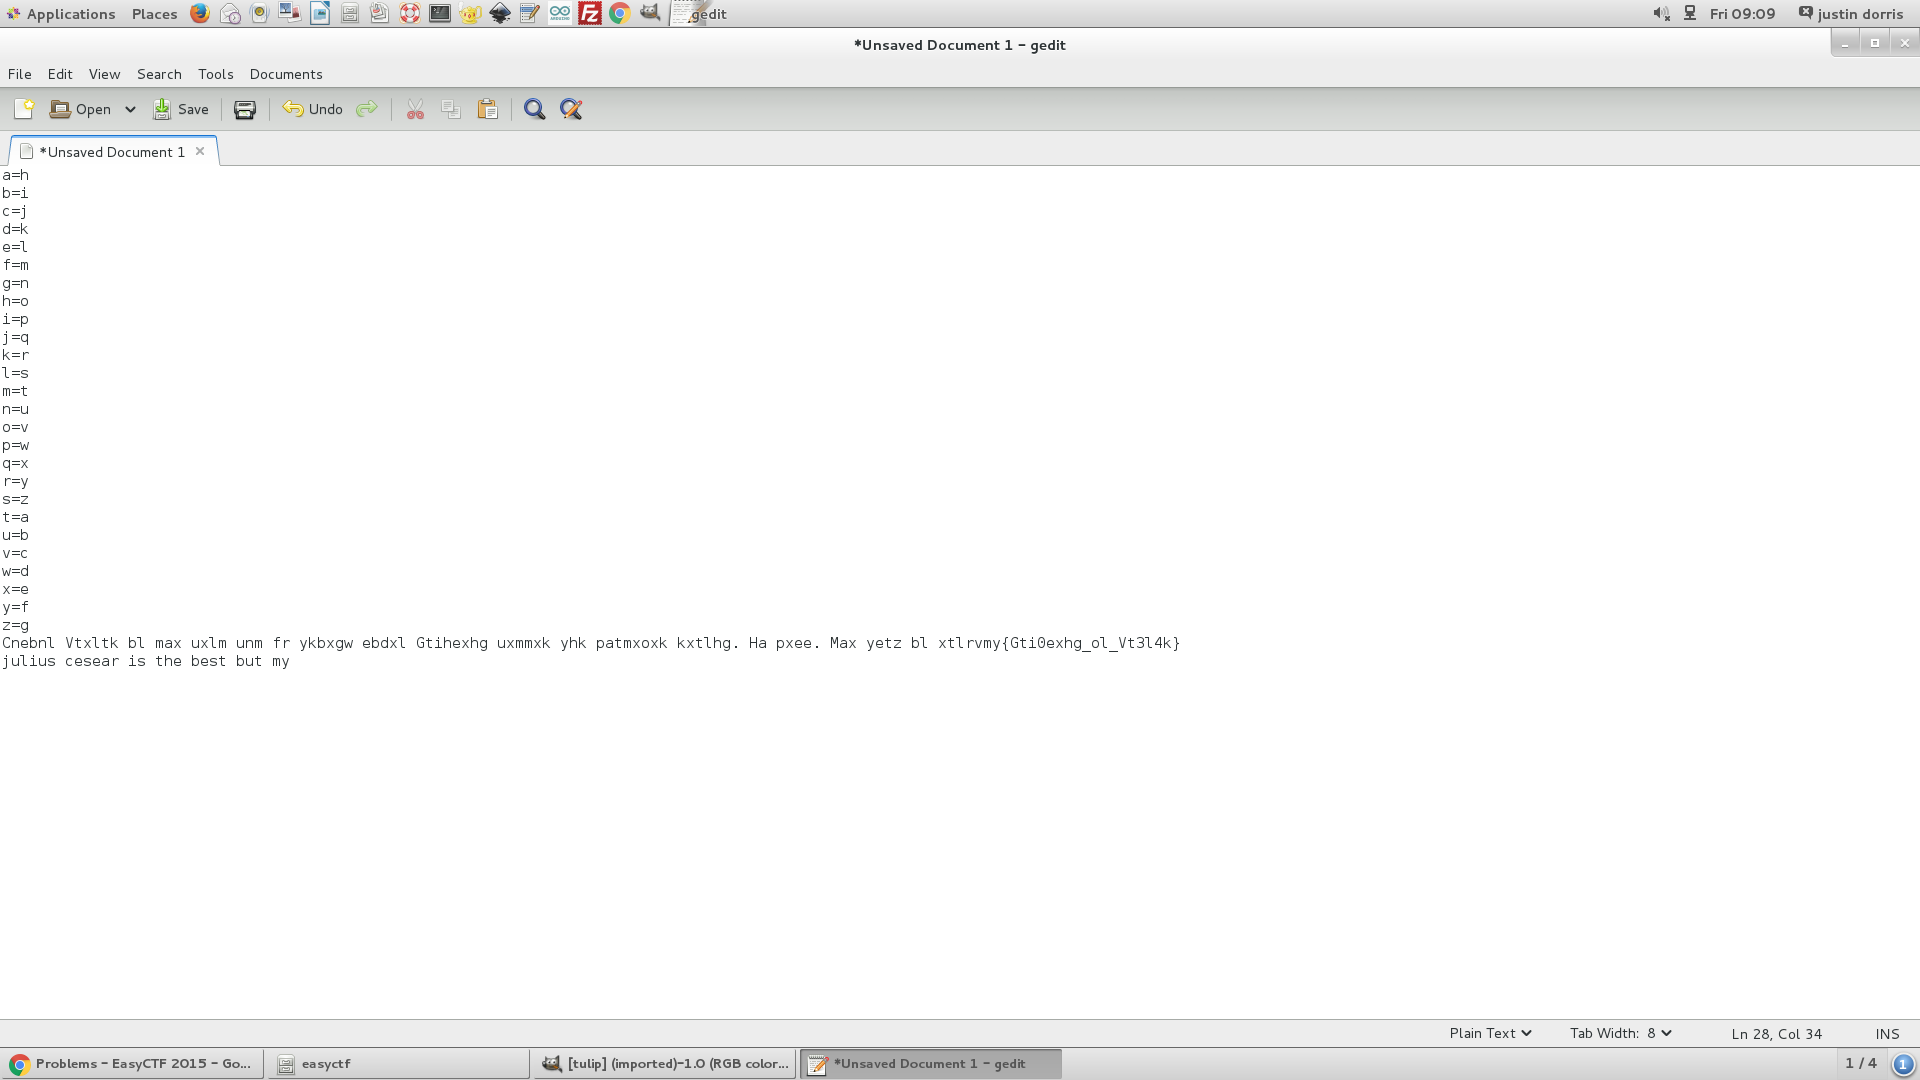 Applications Places gedit Fri 09:09 justin dorris
*Unsaved Document 1 - gedit
File Edit View Search Tools Documents
Open Save Undo
*Unsaved Document 1
a=h
b=i
c=j
d=k
e=l
f=m
g=n
h=o
i=p
j=q
k=r
l=s
m=t
n=u
o=v
p=w
q=x
r=y
s=z
t=a
u=b
v=c
w=d
x=e
y=f
z=g
Cnebnl Vtxltk bl max uxlm unm fr ykbxgw ebdxl Gtihexhg uxmmxk yhk patmxoxk kxtlhg. Ha pxee. Max yetz bl xtlrvmy{Gti0exhg_ol_Vt3l4k}
julius cesear is the best but my
Plain Text Tab Width: 8 Ln 28, Col 34 INS
Problems - EasyCTF 2015 - Go... easyctf [tulip] (imported)-1.0 (RGB color... *Unsaved Document 1 - gedit 1 / 4 1